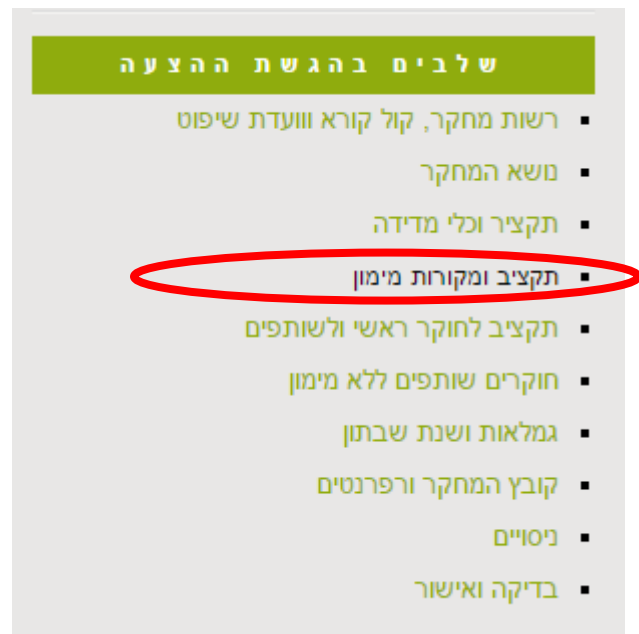 שלבים בהגשת ההצעה
רשות מחקר, קול קורא וועדת שיפוט
נושא המחקר
תקציר וכלי מדידה
תקציב ומקורות מימון
תקציב לחוקר ראשי ולשותפים
חוקרים שותפים ללא מימון
גמלאות ושנת שבתון
קובץ המחקר ורפרנטים
ניסויים
בדיקה ואישור